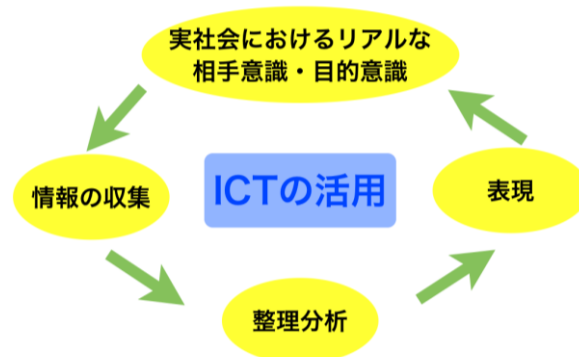 実社会におけるリアルな
相手意識・目的意識
情報の収集
ICTの活用
表現
整理分析